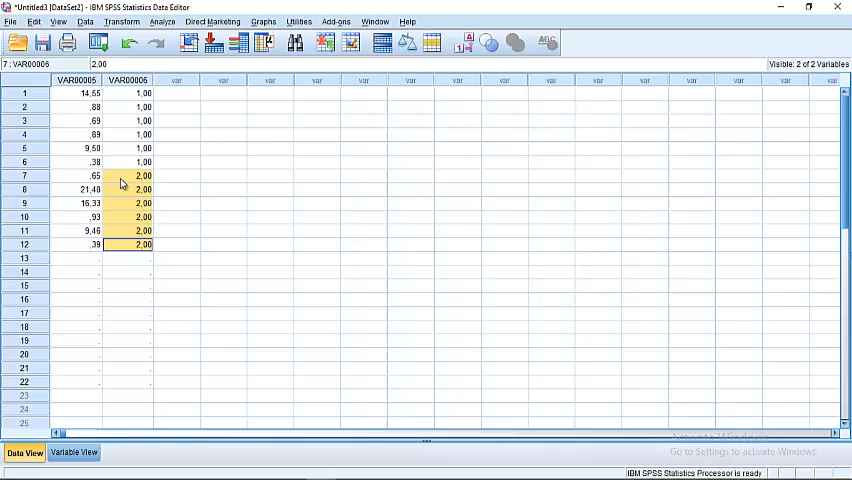 *Untitled3 [DataSet2] - IBM SPSS Statistics Data Editor
File Edit View Data Transform Analyze Direct Marketing Graphs Utilities Add-ons Window Help
7 : VAR00006 2,00 Visible: 2 of 2 Variables
VAR00005 VAR00006 var var var var var var var var var var var var var var var
1 14,55 1,00
2 ,88 1,00
3 ,69 1,00
4 ,89 1,00
5 9,50 1,00
6 ,38 1,00
7 ,65 2,00
8 21,40 2,00
9 16,33 2,00
10 ,93 2,00
11 9,46 2,00
12 ,39 2,00
13 . .
14 . .
15 . .
16 . .
17 . .
18 . .
19 . .
20 . .
21 . .
22 . .
23
24
25
Activate Windows
Go to Settings to activate Windows.
Data View Variable View
IBM SPSS Statistics Processor is ready